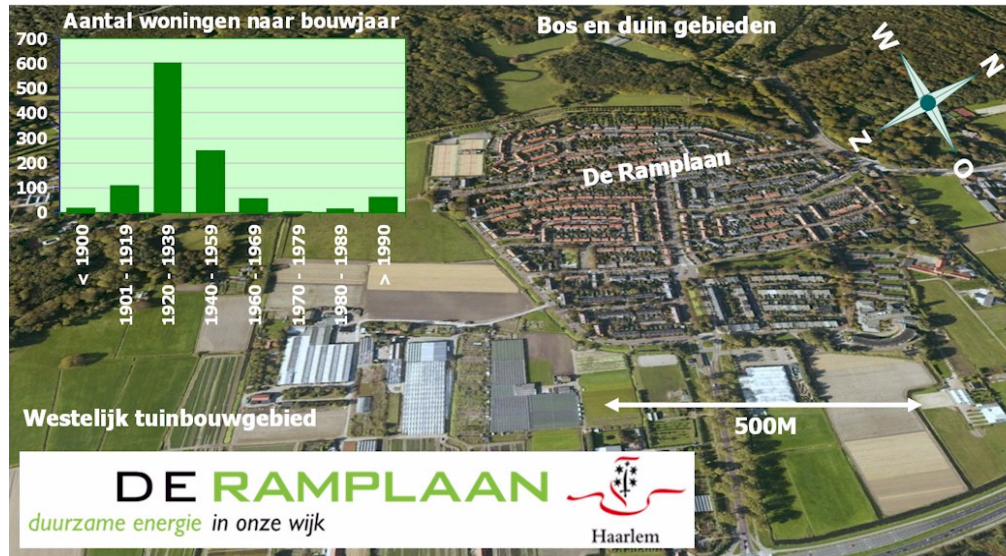 Aantal woningen naar bouwjaar
700
600
500
400
300
200
100
0
< 1900
1901 - 1919
1920 - 1939
1940 - 1959
1960 - 1969
1970 - 1979
1980 - 1989
> 1990
Bos en duin gebieden
W
N
Z
O
De Ramplaan
Westelijk tuinbouwgebied
500M
DE RAMPLAAN
duurzame energie in onze wijk
Haarlem